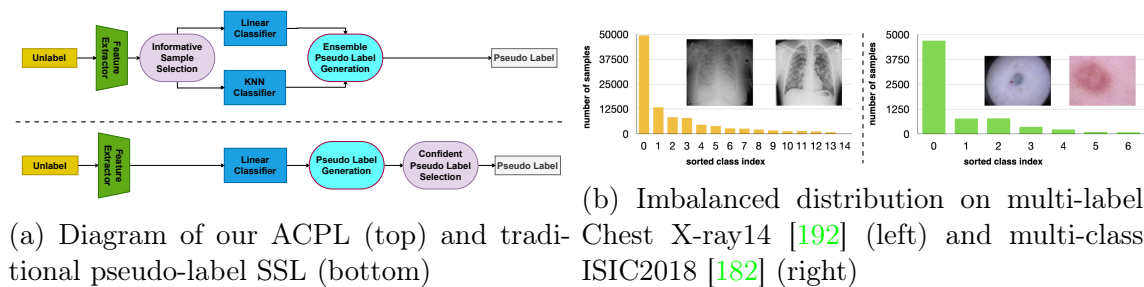 Unlabel
Feature
Extractor
Informative
Sample
Selection
Linear
Classifier
KNN
Classifier
Ensemble
Pseudo Label
Generation
Pseudo Label
Unlabel
Feature
Extractor
Linear
Classifier
Pseudo Label
Generation
Confident
Pseudo Label
Selection
Pseudo Label
(a) Diagram of our ACPL (top) and tradi-
tional pseudo-label SSL (bottom)
number of samples
50000
37500
25000
12500
0
0 1 2 3 4 5 6 7 8 9 10 11 12 13 14
sorted class index
number of samples
5000
3750
2500
1250
0
0 1 2 3 4 5 6
sorted class index
(b) Imbalanced distribution on multi-label
Chest X-ray14 [192] (left) and multi-class
ISIC2018 [182] (right)